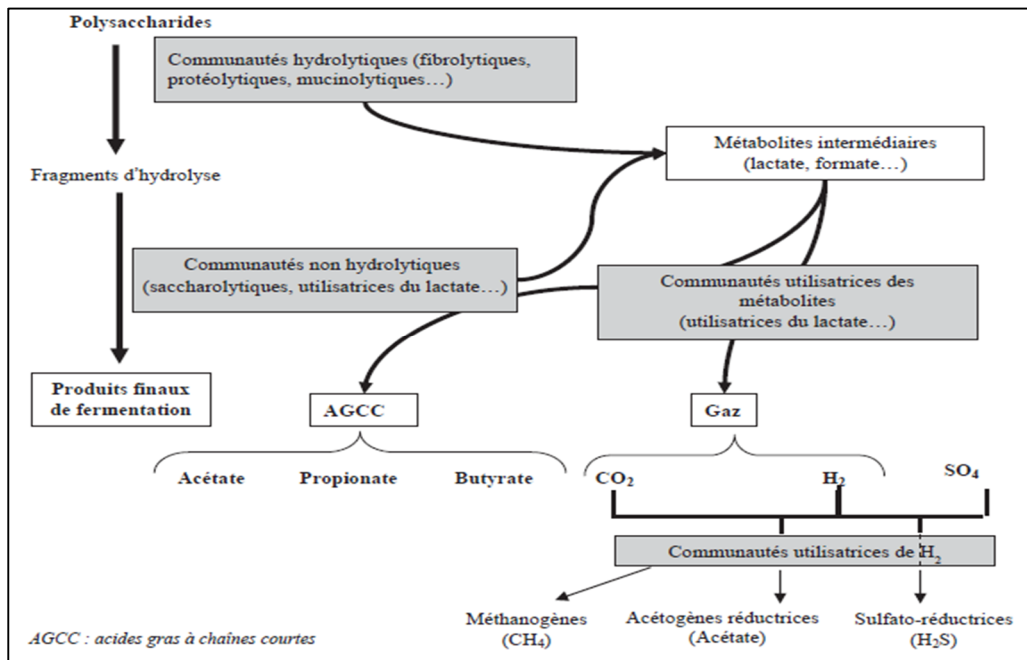 Polysaccharides
Communautés hydrolytiques (fibrolytiques,
protéolytiques, mucinolytiques…)
Métabolites intermédiaires
(lactate, formate…)
Fragments d'hydrolyse
Communautés non hydrolytiques
(saccharolytiques, utilisatrices du lactate…)
Communautés utilisatrices des
métabolites
(utilisatrices du lactate…)
Produits finaux
de fermentation
AGCC
Gaz
Acétate Propionate Butyrate
CO2 H2 SO4
Communautés utilisatrices de H2
Méthanogènes
(CH4)
Acétogènes réductrices
(Acétate)
Sulfato-réductrices
(H2S)
AGCC : acides gras à chaînes courtes